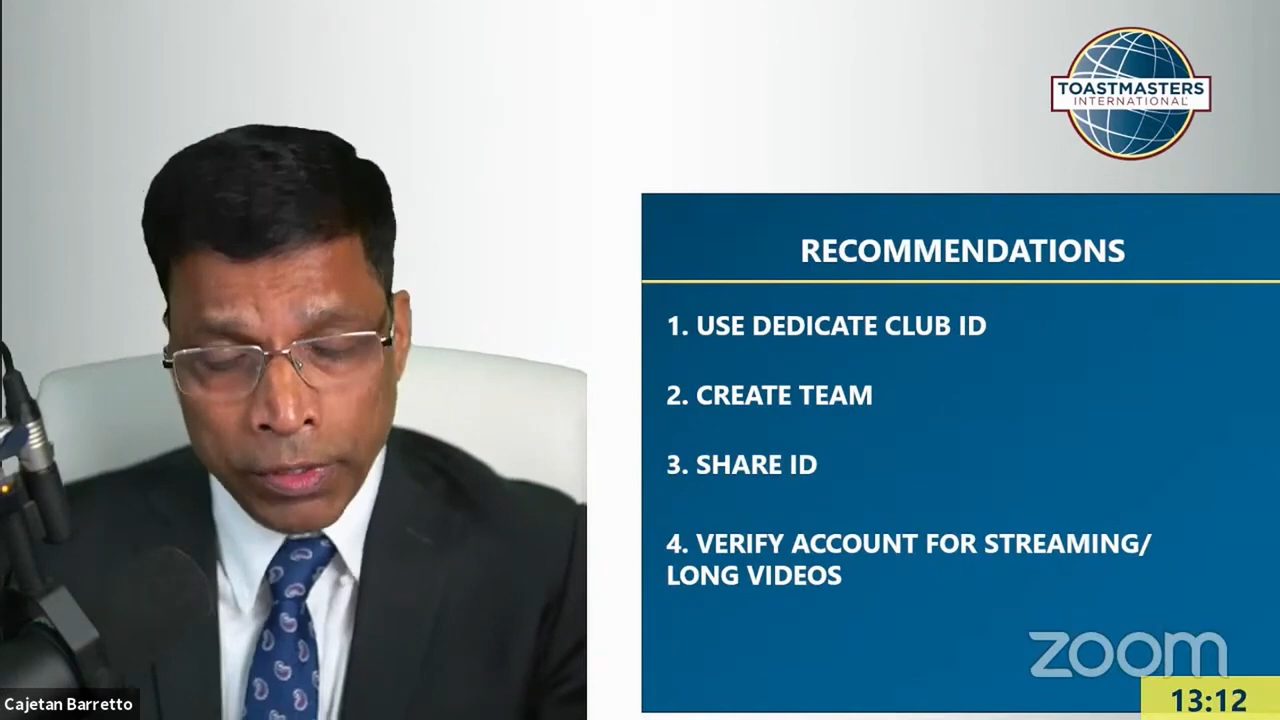 TOASTMASTERS
INTERNATIONAL
RECOMMENDATIONS
1. USE DEDICATE CLUB ID
2. CREATE TEAM
3. SHARE ID
4. VERIFY ACCOUNT FOR STREAMING/
LONG VIDEOS
zoom
13:12
Cajetan Barretto